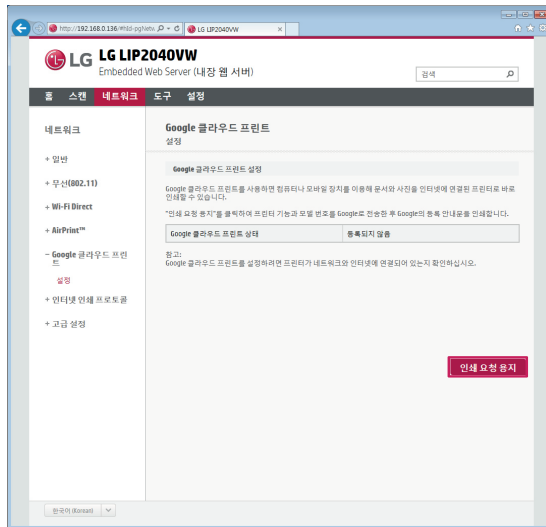 http://192.168.0.136/#hId-pgNetv
LG LIP2040VW
LG
LG LIP2040VW
Embedded Web Server (내장 웹 서버)
검색
홈 스캔 네트워크 도구 설정
네트워크
+ 일반
+ 무선(802.11)
+ Wi-Fi Direct
+ AirPrint™
- Google 클라우드 프린
트
설정
+ 인터넷 인쇄 프로토콜
+ 고급 설정
Google 클라우드 프린트
설정
Google 클라우드 프린트 설정
Google 클라우드 프린트를 사용하면 컴퓨터나 모바일 장치를 이용해 문서와 사진을 인터넷에 연결된 프린터로 바로
인쇄할 수 있습니다.
"인쇄 요청 용지"를 클릭하여 프린터 기능과 모델 번호를 Google로 전송한 후 Google의 등록 안내문을 인쇄합니다.
Google 클라우드 프린트 상태 등록되지 않음
참고:
Google 클라우드 프린트를 설정하려면 프린터가 네트워크와 인터넷에 연결되어 있는지 확인하십시오.
인쇄 요청 용지
한국어 (Korean)